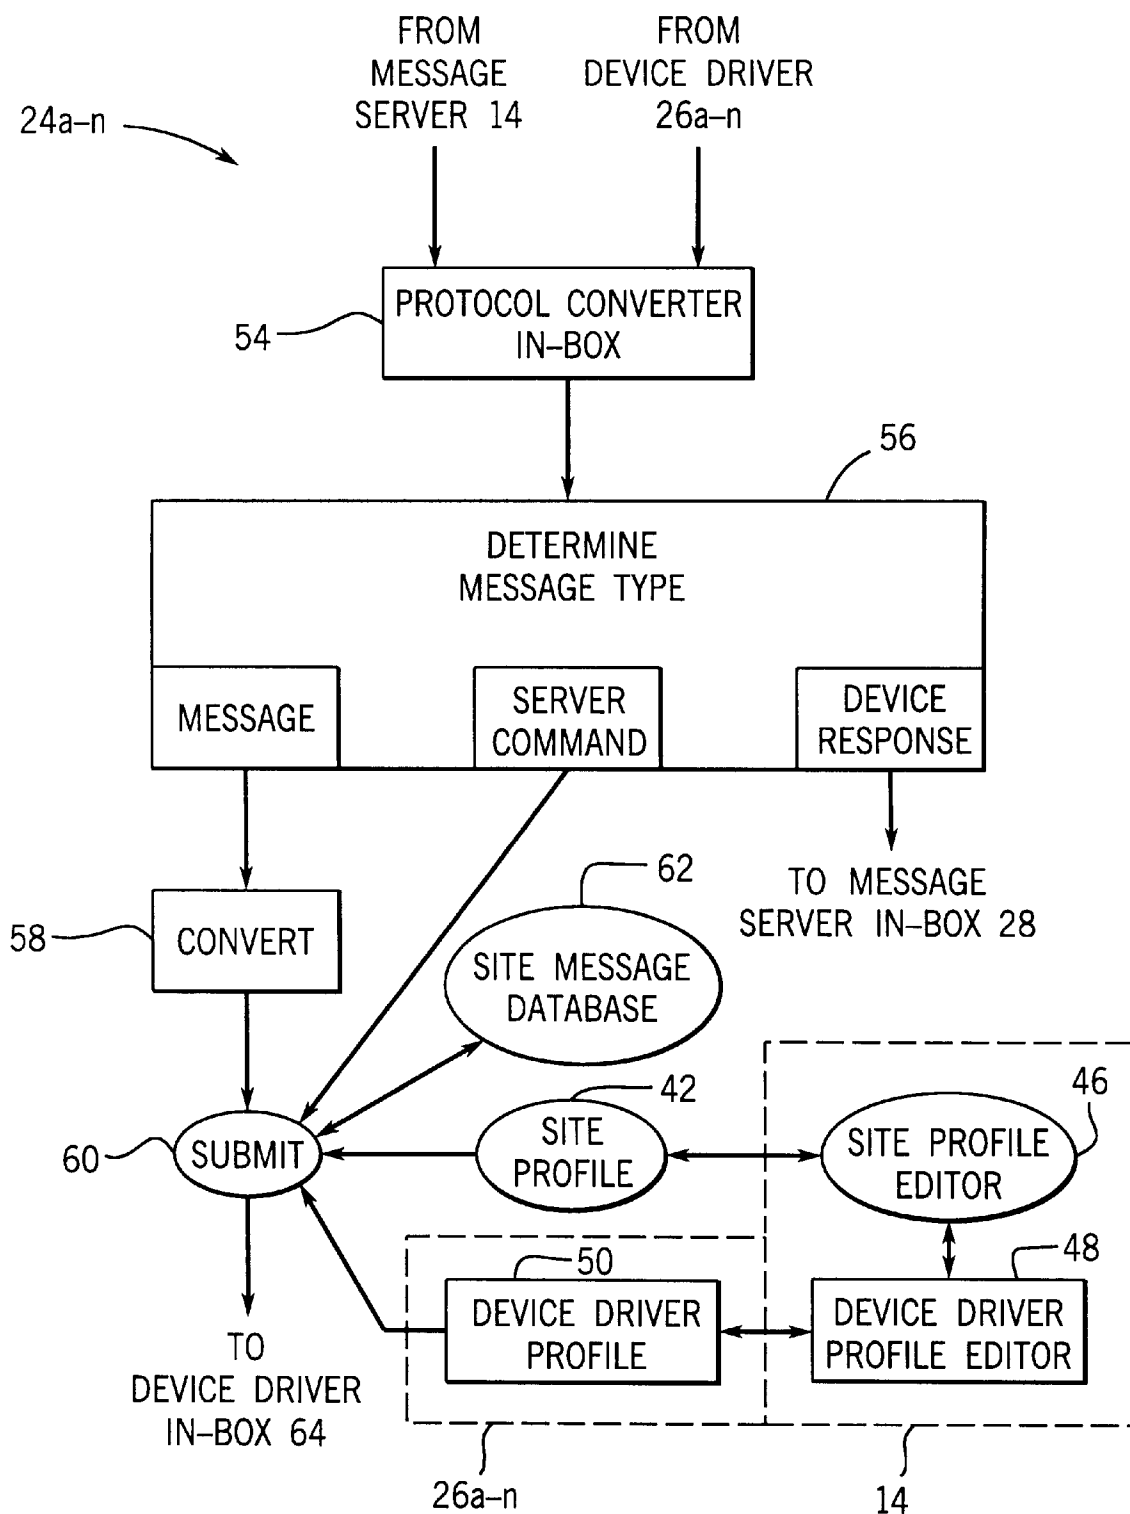 FROM
MESSAGE
SERVER 14
FROM
DEVICE DRIVER
26a–n
24a–n
PROTOCOL CONVERTER
IN–BOX
54
56
DETERMINE
MESSAGE TYPE
MESSAGE
SERVER
COMMAND
DEVICE
RESPONSE
62
TO MESSAGE
SERVER IN–BOX 28
58
CONVERT
SITE MESSAGE
DATABASE
42
46
60
SUBMIT
SITE
PROFILE
SITE PROFILE
EDITOR
50
48
DEVICE DRIVER
PROFILE
DEVICE DRIVER
PROFILE EDITOR
TO
DEVICE DRIVER
IN–BOX 64
26a–n
14